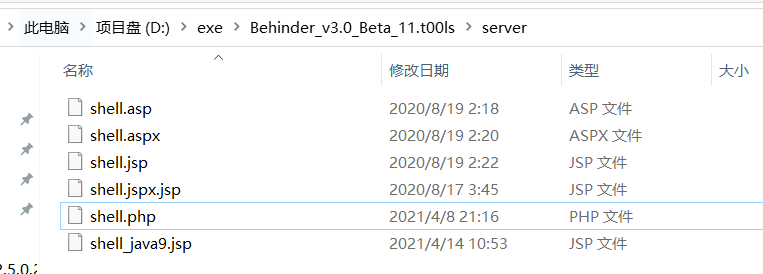 此电脑 项目盘 (D:) exe Behinder_v3.0_Beta_11.t00ls server
名称 修改日期 类型 大小
shell.asp 2020/8/19 2:18 ASP 文件
shell.aspx 2020/8/19 2:20 ASPX 文件
shell.jsp 2020/8/19 2:22 JSP 文件
shell.jspx.jsp 2020/8/17 3:45 JSP 文件
shell.php 2021/4/8 21:16 PHP 文件
shell_java9.jsp 2021/4/14 10:53 JSP 文件